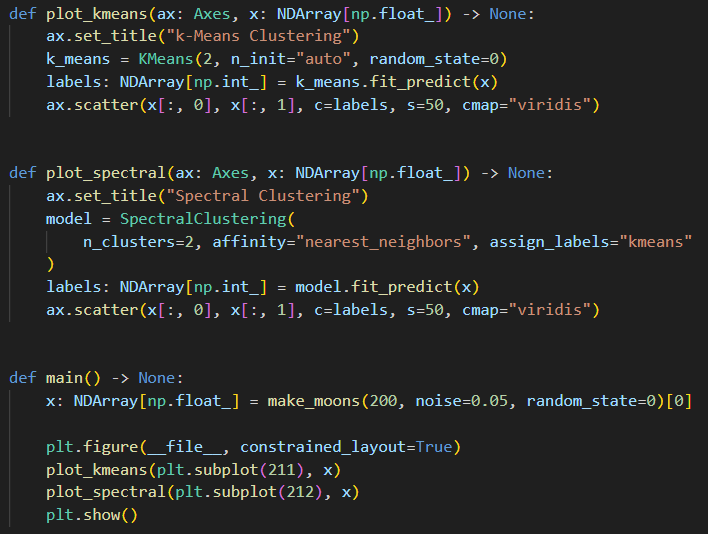 def plot_kmeans(ax: Axes, x: NDArray[np.float_]) -> None:
    ax.set_title("k-Means Clustering")
    k_means = KMeans(2, n_init="auto", random_state=0)
    labels: NDArray[np.int_] = k_means.fit_predict(x)
    ax.scatter(x[:, 0], x[:, 1], c=labels, s=50, cmap="viridis")
def plot_spectral(ax: Axes, x: NDArray[np.float_]) -> None:
    ax.set_title("Spectral Clustering")
    model = SpectralClustering(
        n_clusters=2, affinity="nearest_neighbors", assign_labels="kmeans"
    )
    labels: NDArray[np.int_] = model.fit_predict(x)
    ax.scatter(x[:, 0], x[:, 1], c=labels, s=50, cmap="viridis")
def main() -> None:
    x: NDArray[np.float_] = make_moons(200, noise=0.05, random_state=0)[0]
    plt.figure(__file__, constrained_layout=True)
    plot_kmeans(plt.subplot(211), x)
    plot_spectral(plt.subplot(212), x)
    plt.show()